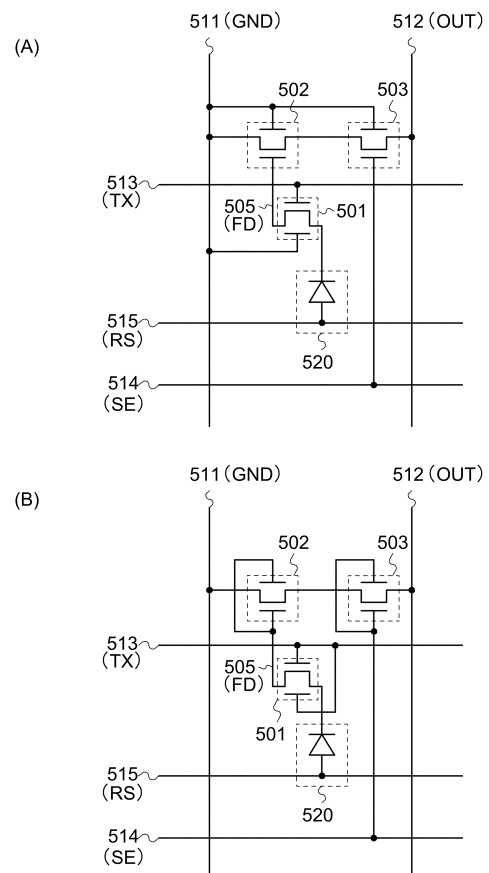 511(GND)
512(OUT)
(A)
502
503
513
(TX)
505
(FD)
501
515
(RS)
520
514
(SE)
511(GND)
512(OUT)
(B)
502
503
513
(TX)
505
(FD)
501
515
(RS)
520
514
(SE)